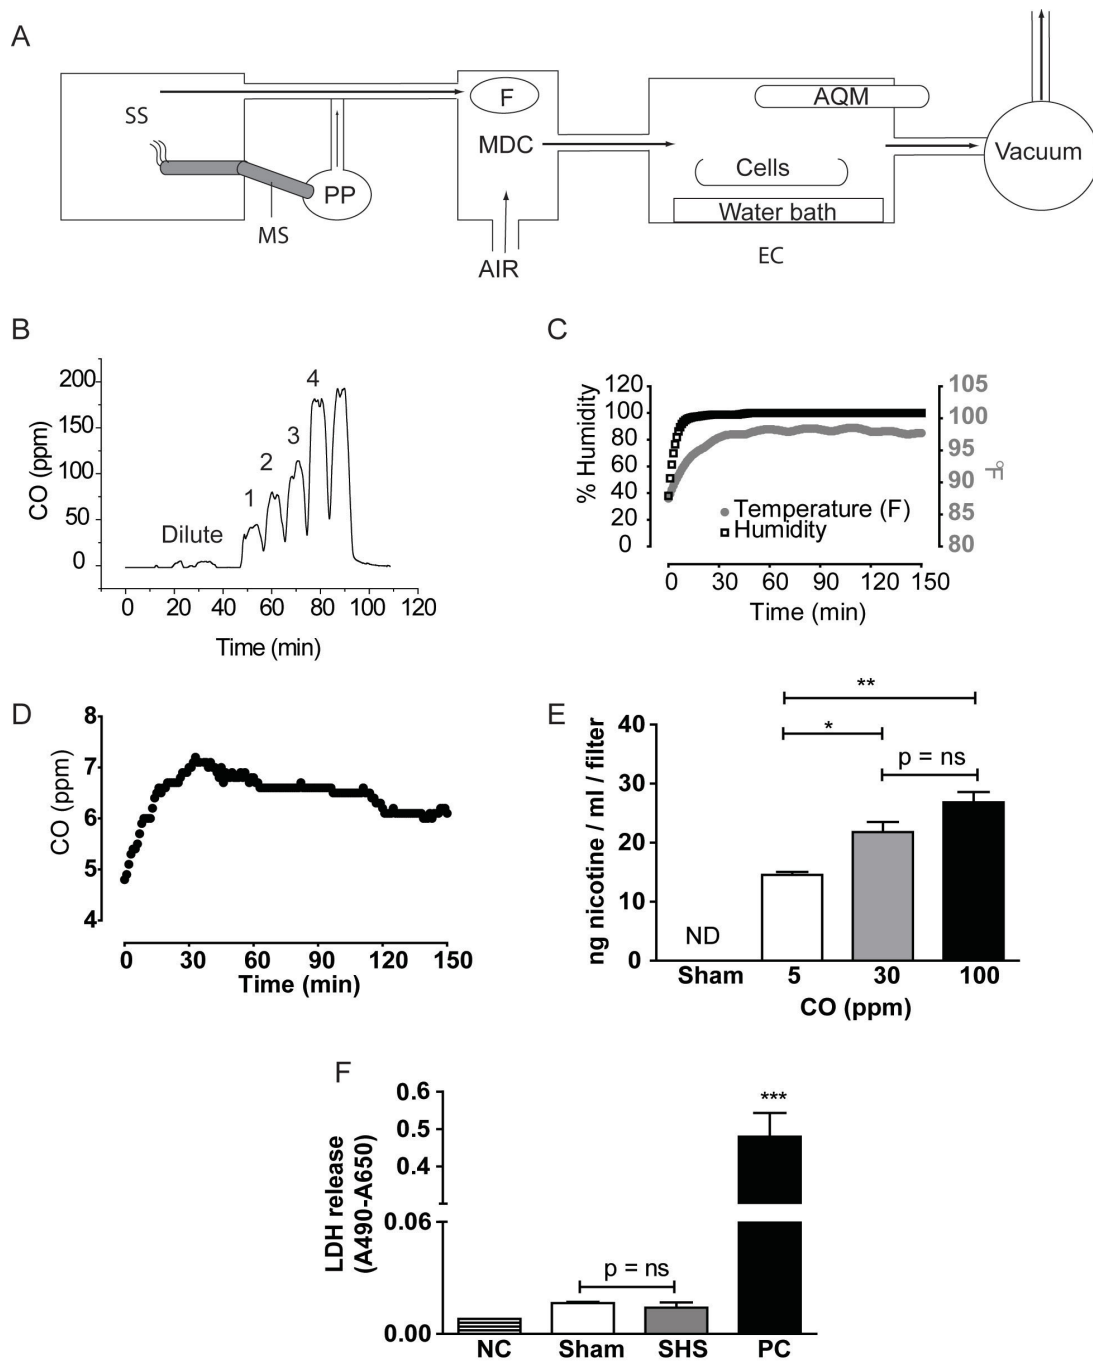 A
SS
MS
PP
F
MDC
AIR
AQM
Cells
Water bath
EC
Vacuum
B
CO (ppm)
200
150
100
50
0
Dilute
1
2
3
4
0 20 40 60 80 100 120
Time (min)
C
% Humidity
120
100
80
60
40
20
0
105
100
95
90
85
80
°F
Temperature (F)
Humidity
0 30 60 90 120 150
Time (min)
D
CO (ppm)
8
7
6
5
4
0 30 60 90 120 150
Time (min)
E
ng nicotine / ml / filter
40
30
20
10
0
**
*
p = ns
ND
Sham 5 30 100
CO (ppm)
F
LDH release
(A490-A650)
0.6
0.5
0.4
0.06
0.00
***
p = ns
NC Sham SHS PC